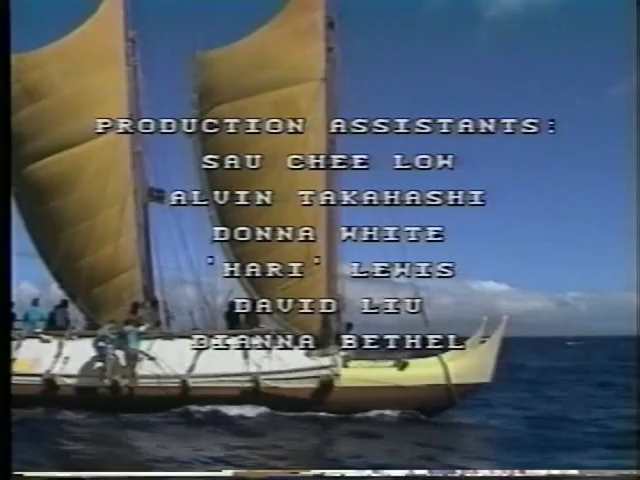 PRODUCTION ASSISTANTS:
SAU CHEE LOW
ALVIN TAKAHASHI
DONNA WHITE
'HARI' LEWIS
DAVID LIU
DIANNA BETHEL